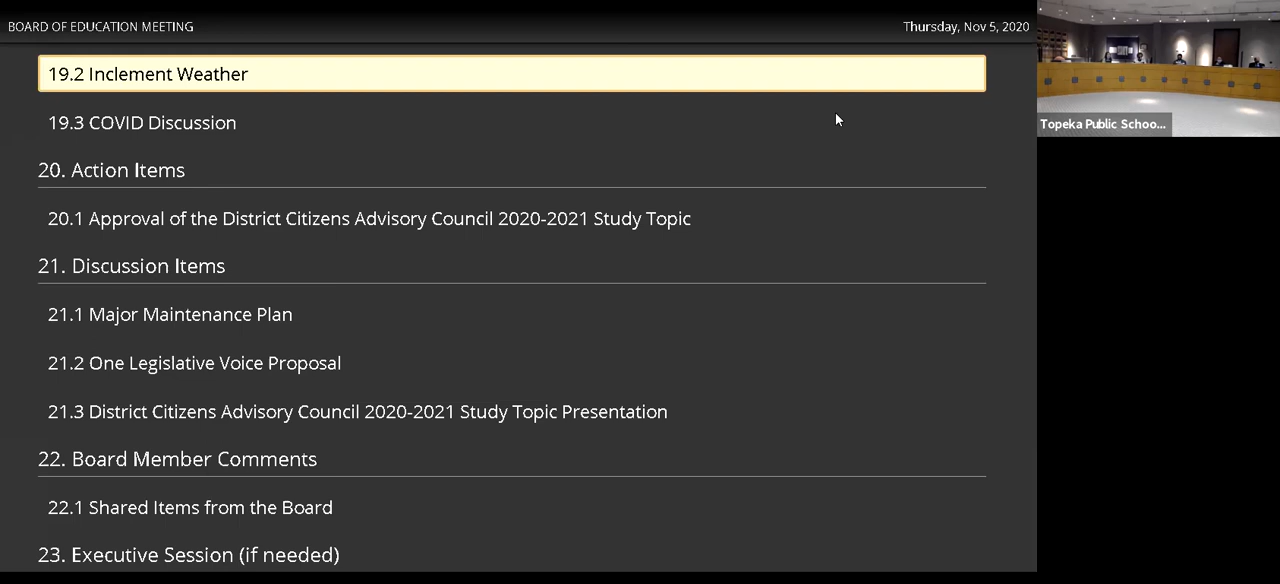 BOARD OF EDUCATION MEETING
Thursday, Nov 5, 2020
19.2 Inclement Weather
19.3 COVID Discussion
20. Action Items
20.1 Approval of the District Citizens Advisory Council 2020-2021 Study Topic
21. Discussion Items
21.1 Major Maintenance Plan
21.2 One Legislative Voice Proposal
21.3 District Citizens Advisory Council 2020-2021 Study Topic Presentation
22. Board Member Comments
22.1 Shared Items from the Board
23. Executive Session (if needed)
Topeka Public Schoo...